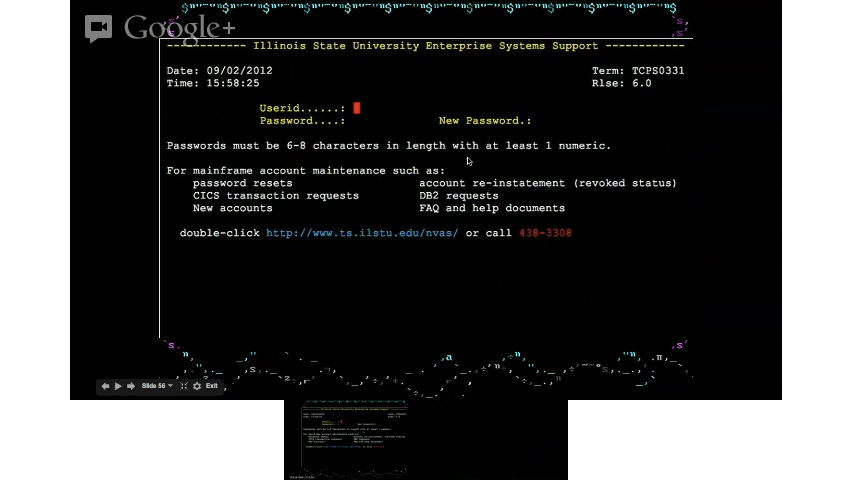 Google+
------------ Illinois State University Enterprise Systems Support ------------
Date: 09/02/2012 Term: TCPS0331
Time: 15:58:25 Rlse: 6.0
Userid......:
Password....: New Password.:
Passwords must be 6-8 characters in length with at least 1 numeric.
For mainframe account maintenance such as:
password resets account re-instatement (revoked status)
CICS transaction requests DB2 requests
New accounts FAQ and help documents
double-click http://www.ts.ilstu.edu/nvas/ or call 438-3308
Slide 56 Exit